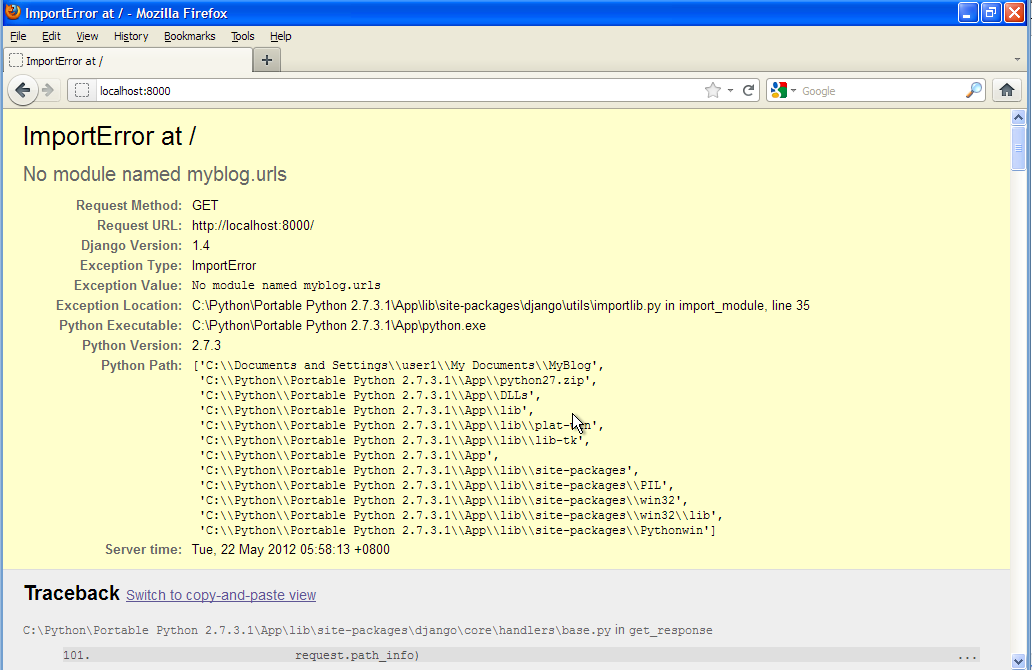 ImportError at / - Mozilla Firefox
File Edit View History Bookmarks Tools Help
ImportError at /
localhost:8000 Google
ImportError at /
No module named myblog.urls
Request Method: GET
Request URL: http://localhost:8000/
Django Version: 1.4
Exception Type: ImportError
Exception Value: No module named myblog.urls
Exception Location: C:\Python\Portable Python 2.7.3.1\App\lib\site-packages\django\utils\importlib.py in import_module, line 35
Python Executable: C:\Python\Portable Python 2.7.3.1\App\python.exe
Python Version: 2.7.3
Python Path: ['C:\\Documents and Settings\\user1\\My Documents\\MyBlog',
'C:\\Python\\Portable Python 2.7.3.1\\App\\python27.zip',
'C:\\Python\\Portable Python 2.7.3.1\\App\\DLLs',
'C:\\Python\\Portable Python 2.7.3.1\\App\\lib',
'C:\\Python\\Portable Python 2.7.3.1\\App\\lib\\plat-win',
'C:\\Python\\Portable Python 2.7.3.1\\App\\lib\\lib-tk',
'C:\\Python\\Portable Python 2.7.3.1\\App',
'C:\\Python\\Portable Python 2.7.3.1\\App\\lib\\site-packages',
'C:\\Python\\Portable Python 2.7.3.1\\App\\lib\\site-packages\\PIL',
'C:\\Python\\Portable Python 2.7.3.1\\App\\lib\\site-packages\\win32',
'C:\\Python\\Portable Python 2.7.3.1\\App\\lib\\site-packages\\win32\\lib',
'C:\\Python\\Portable Python 2.7.3.1\\App\\lib\\site-packages\\Pythonwin']
Server time: Tue, 22 May 2012 05:58:13 +0800
Traceback Switch to copy-and-paste view
C:\Python\Portable Python 2.7.3.1\App\lib\site-packages\django\core\handlers\base.py in get_response
101. request.path_info) ...